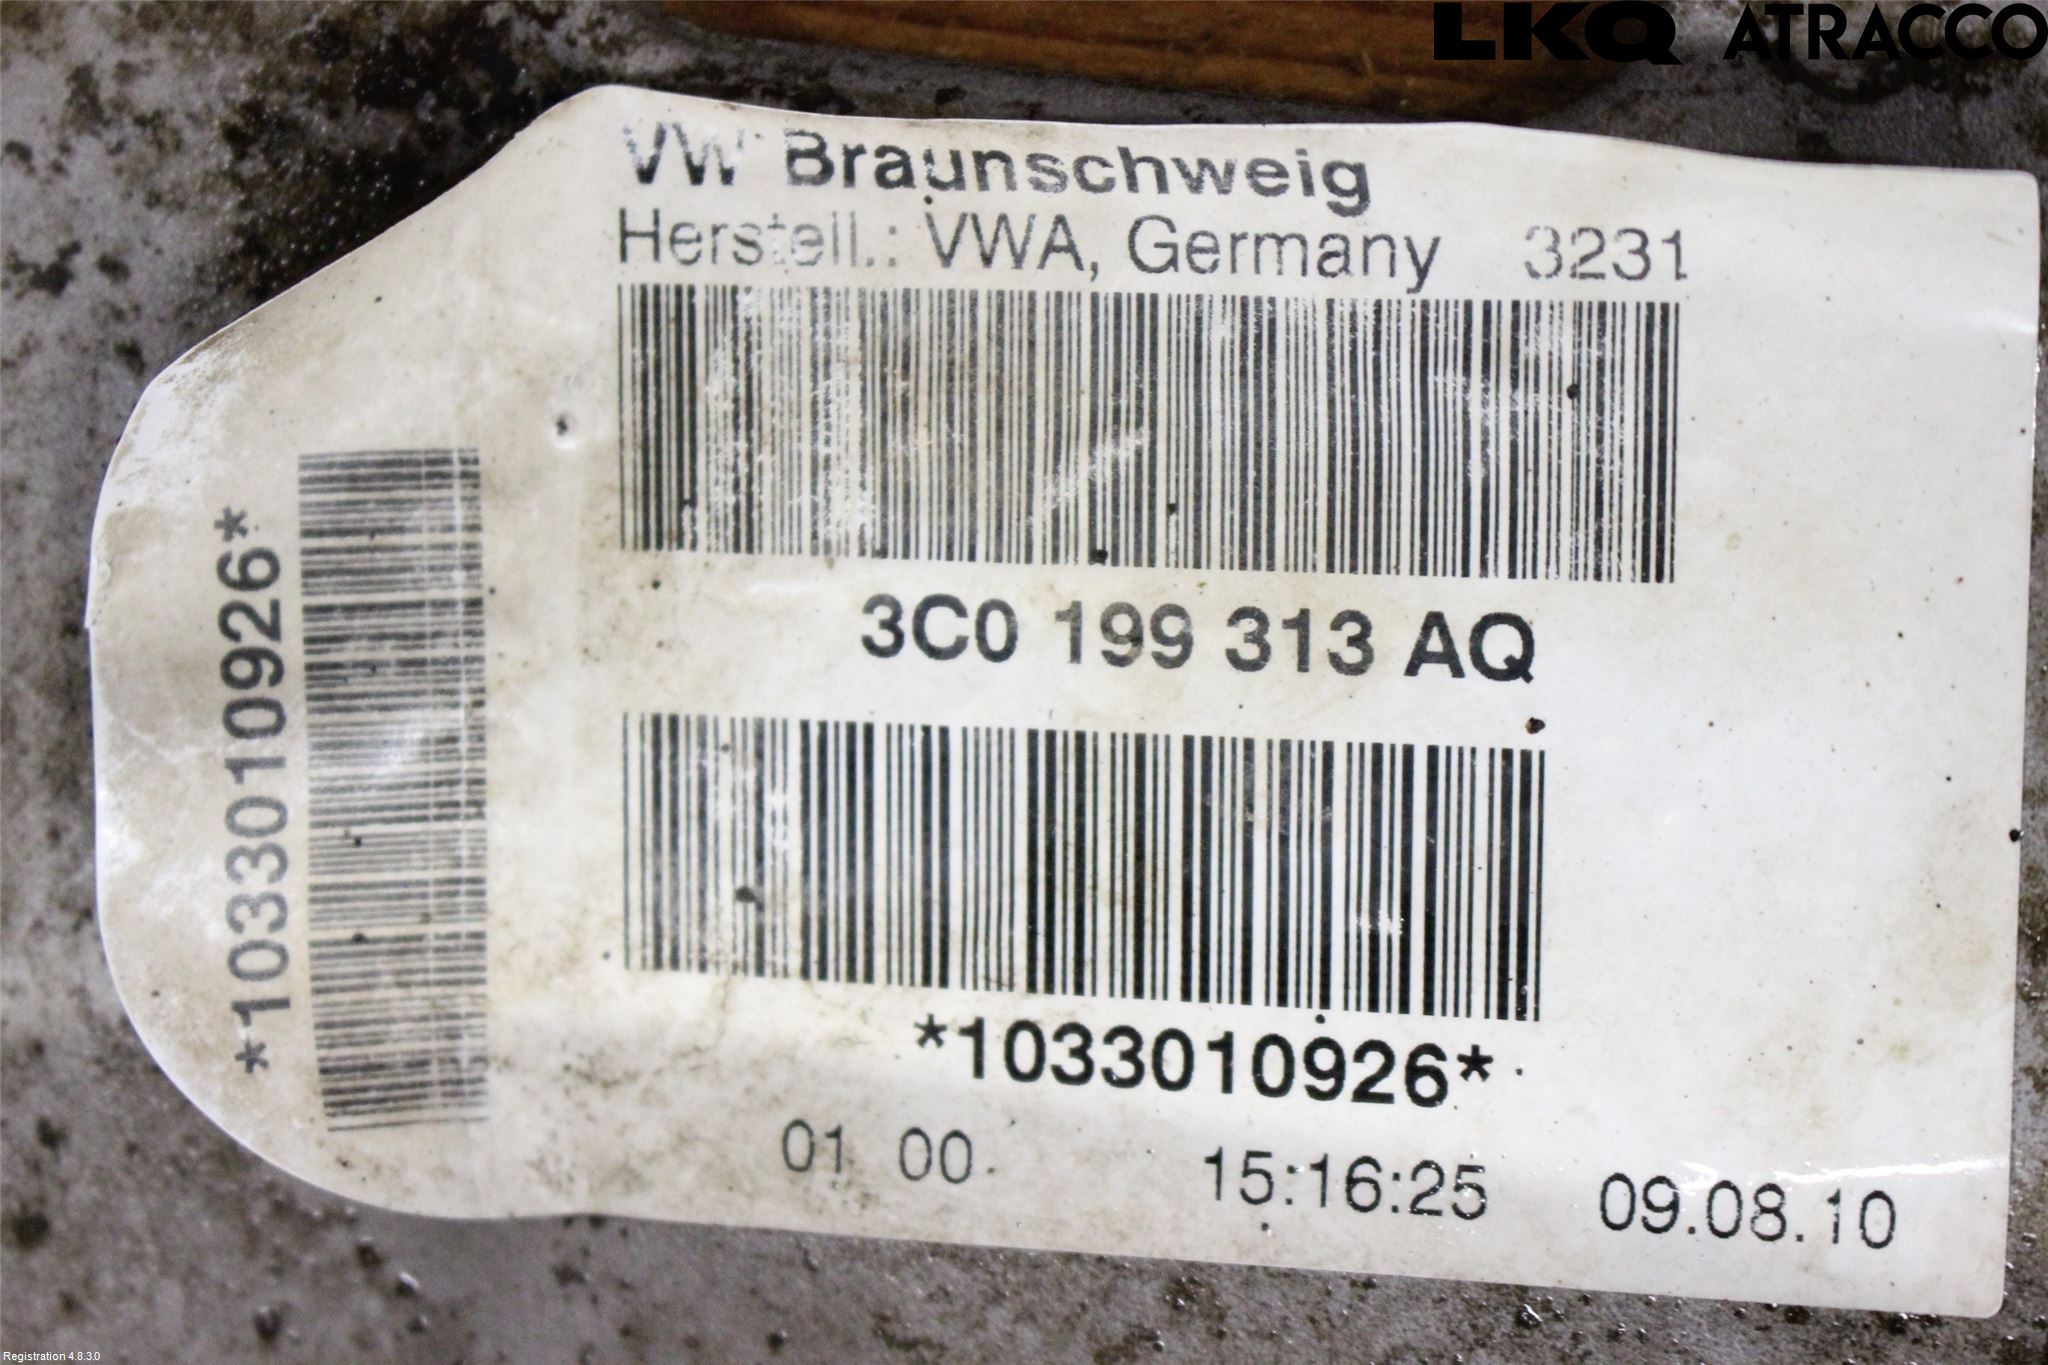 LKQ ATRACCO
VW Braunschweig
Herstell.: VWA, Germany 3231
3C0 199 313 AQ
*1033010926*
*1033010926*
01 00
15:16:25
09.08.10
Registration 4.8.3.0